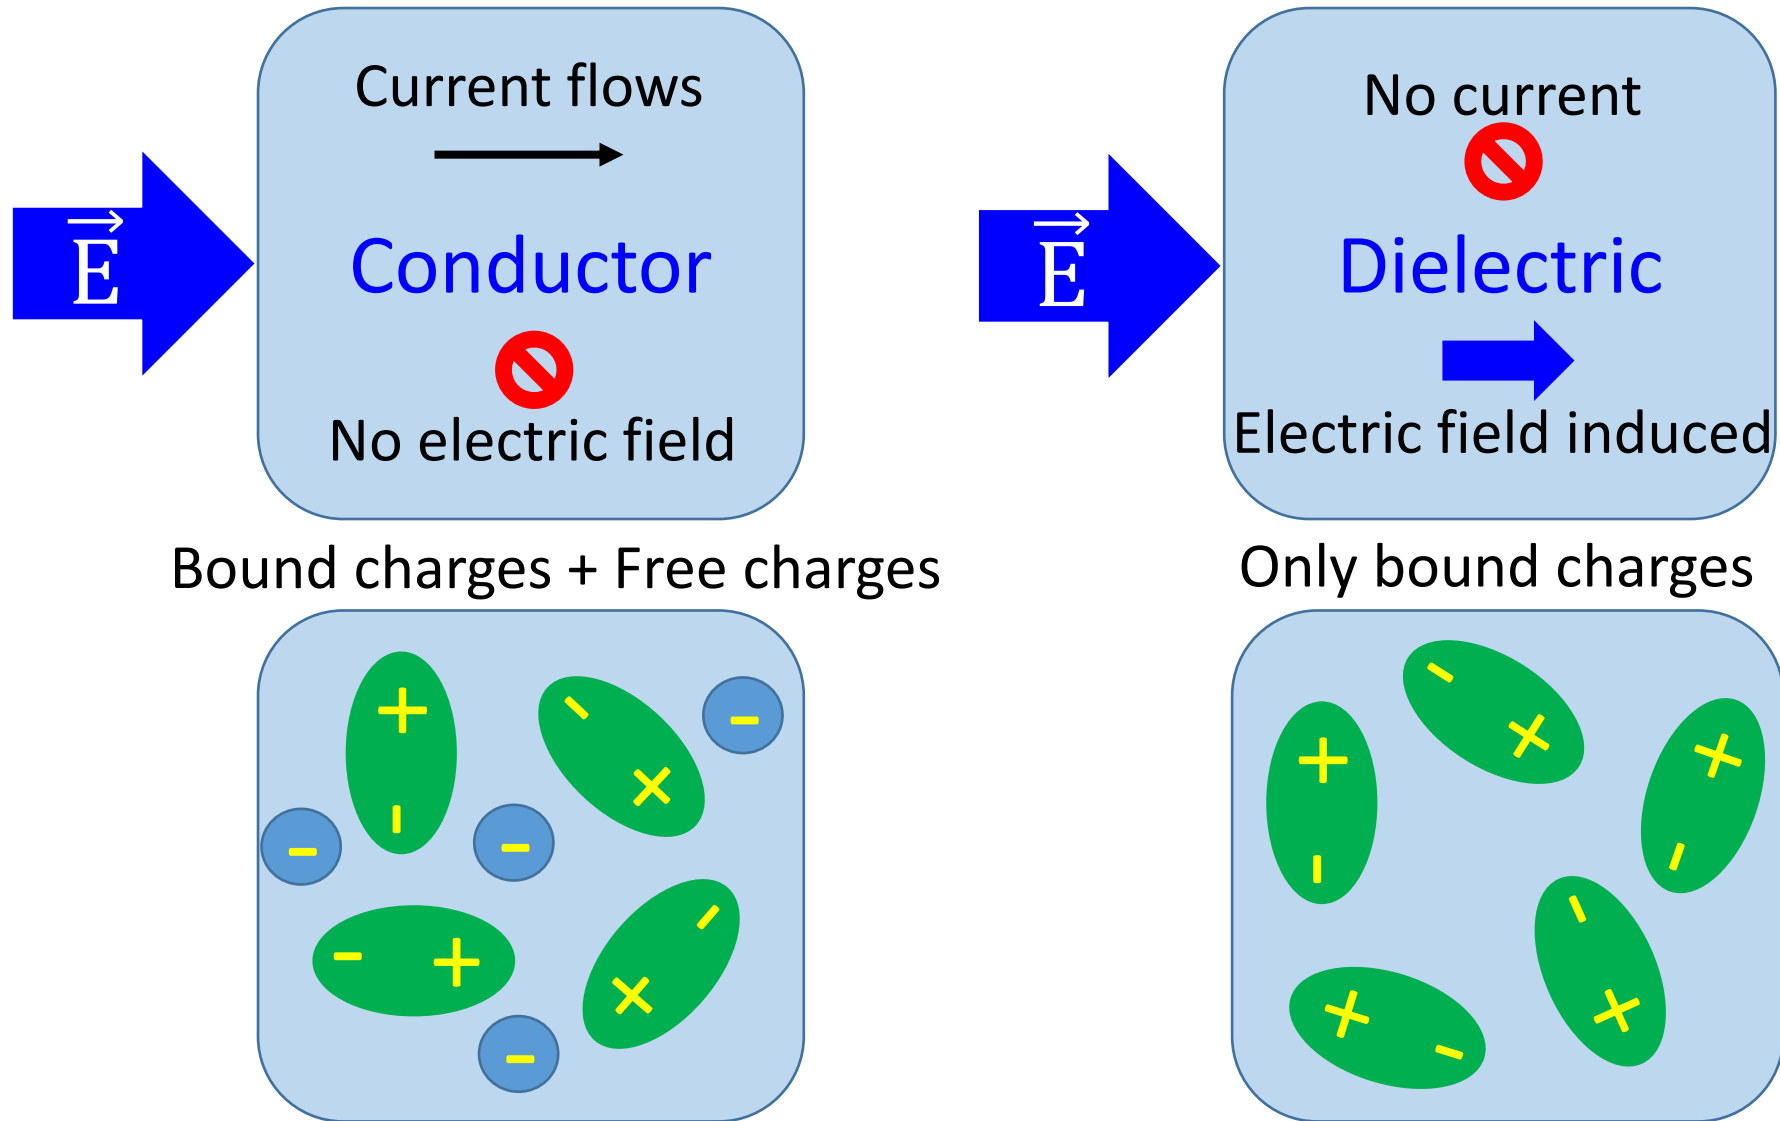 Current flows
E
Conductor
No electric field
Bound charges + Free charges
+
-
-
+
-
-
-
-
+
-
+
-
No current
E
Dielectric
Electric field induced
Only bound charges
-
+
+
-
+
-
-
+
+
-